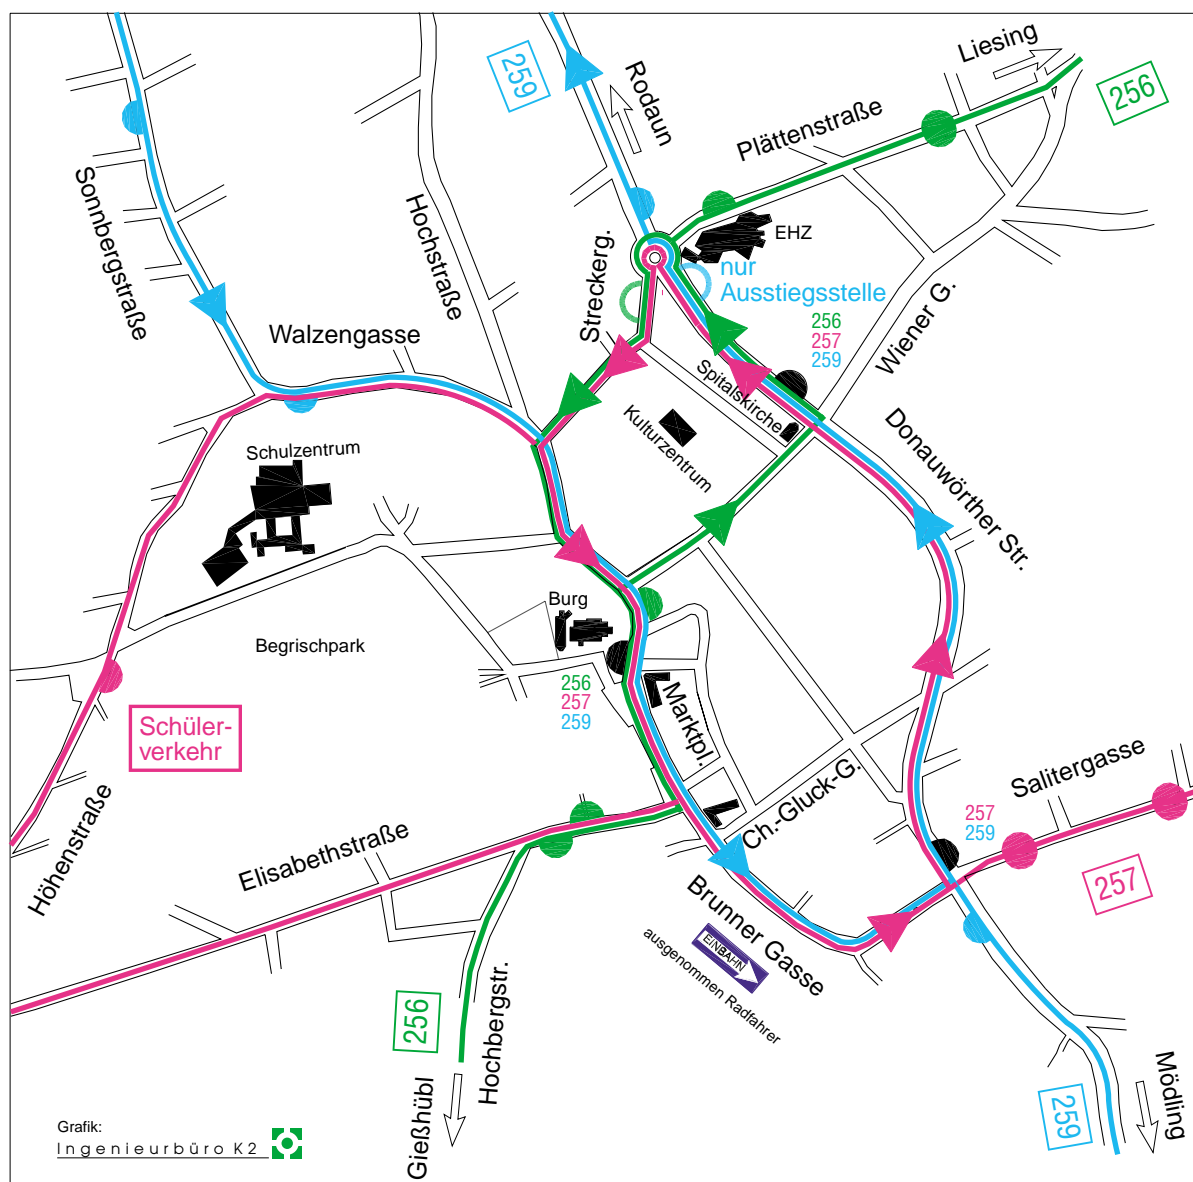 259
Rodaun
Liesing
256
Plättenstraße
Sonnbergstraße
Hochstraße
Streckerg.
EHZ
nur
Ausstiegsstelle
256
257
259
Wiener G.
Walzengasse
Spitalskirche
Kulturzentrum
Donauwörther Str.
Schulzentrum
Burg
Begrischpark
256
257
259
Marktpl.
Schüler-
verkehr
Höhenstraße
Elisabethstraße
Ch.-Gluck-G.
Salitergasse
257
259
257
Brunner Gasse
EINBAHN
ausgenommen Radfahrer
256
Hochbergstr.
Gießhübl
259
Mödling
Grafik:
Ingenieurbüro K2